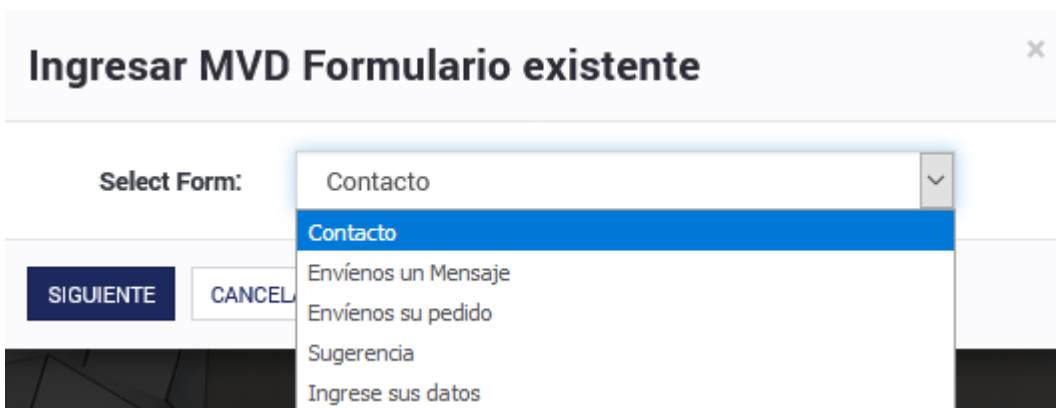 Ingresar MVD Formulario existente
×
Select Form:
Contacto
Contacto
Envíenos un Mensaje
SIGUIENTE
Envíenos su pedido
Sugerencia
Ingrese sus datos